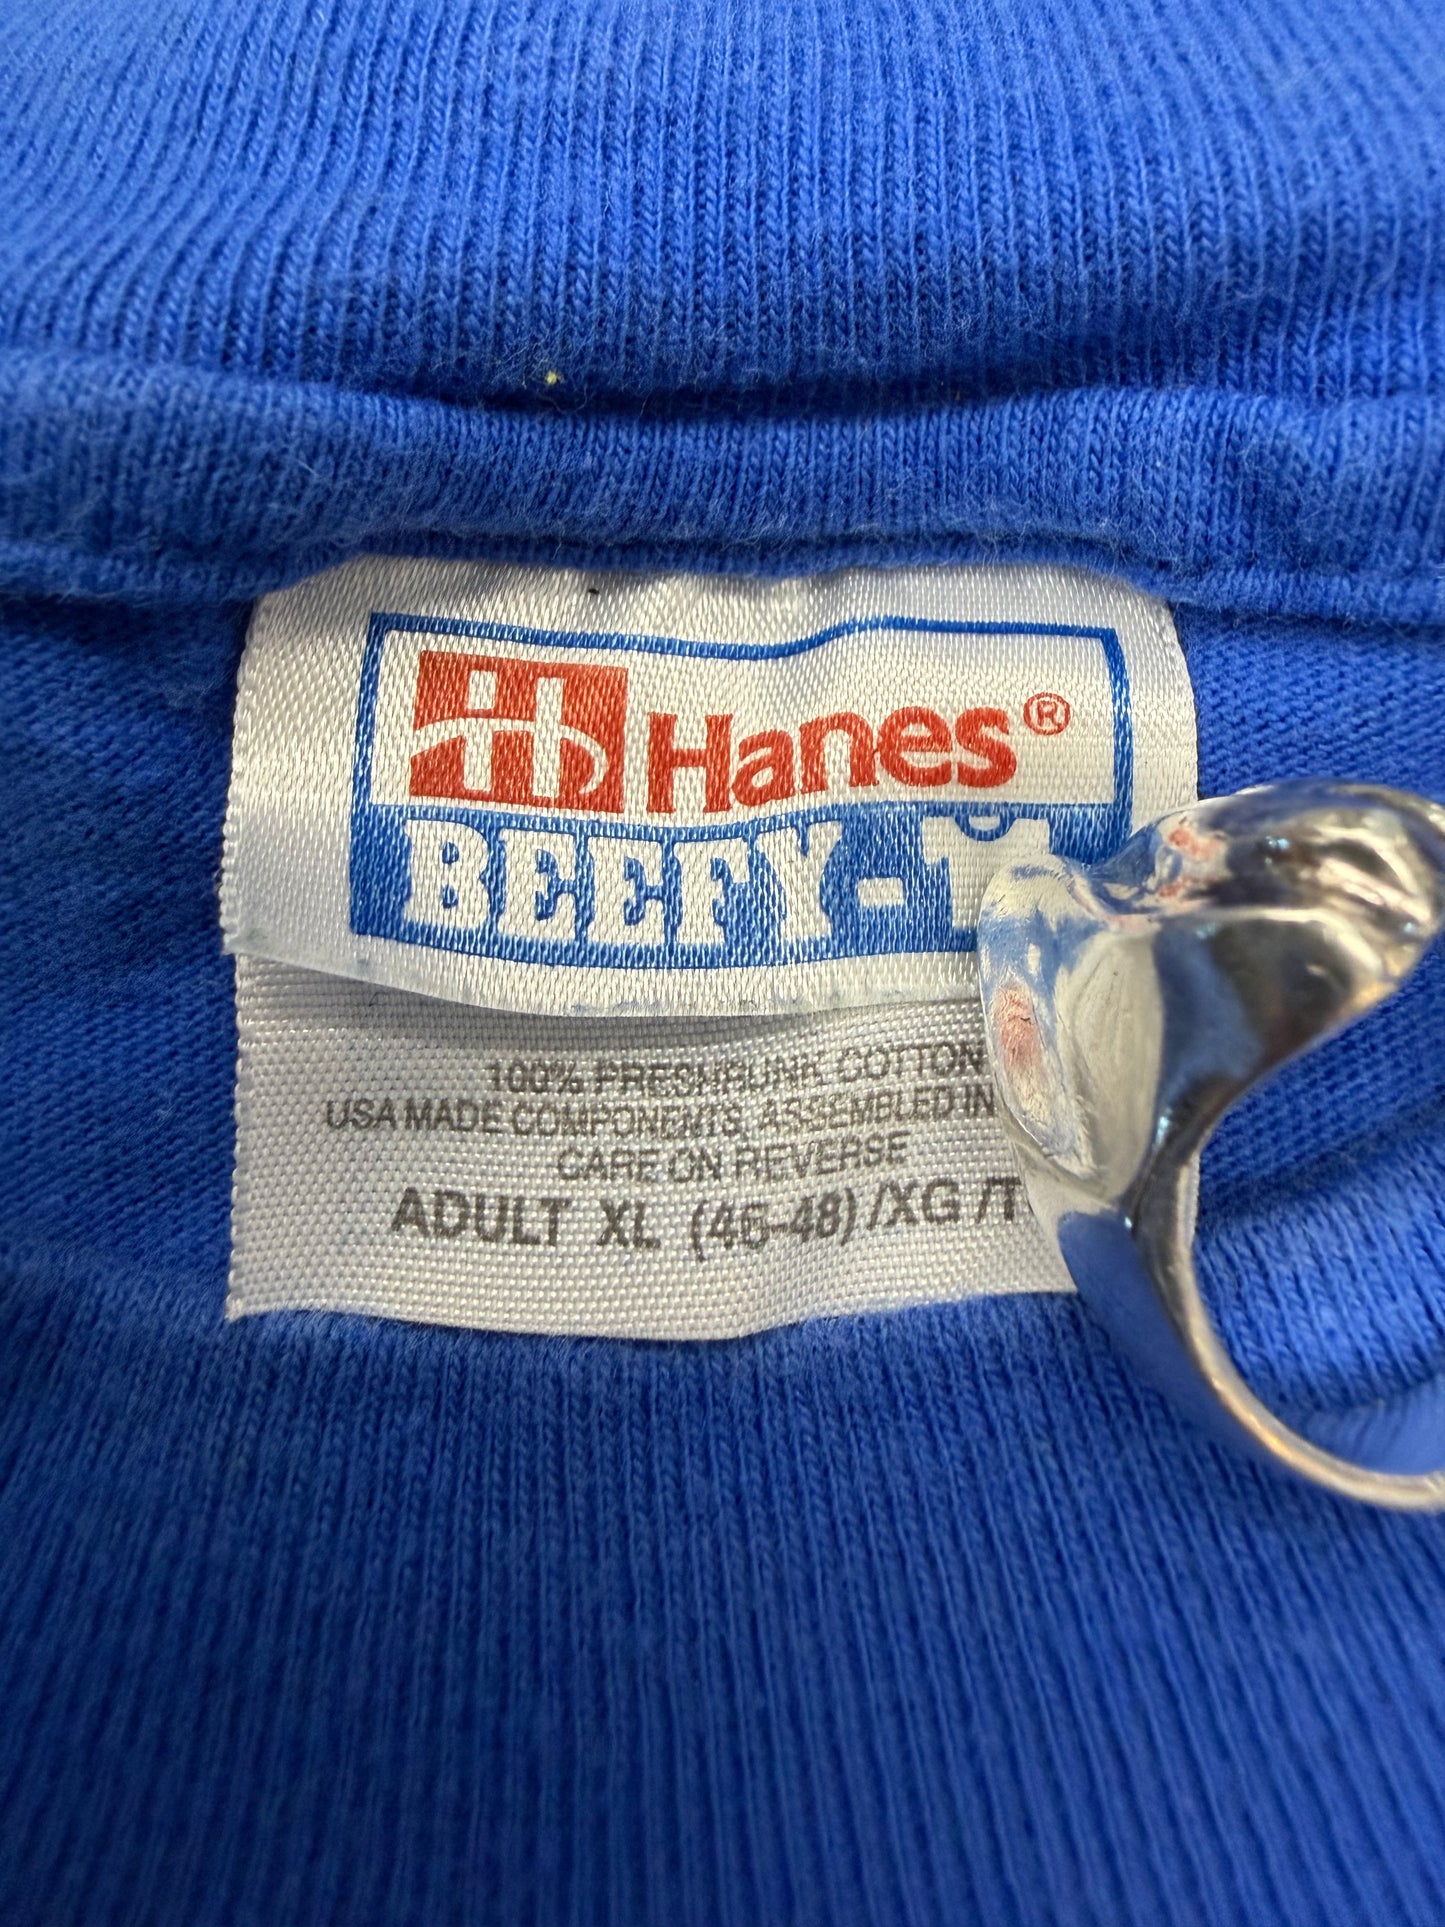 Hanes®
BEEFY-T
100% PRESHRUNK COTTON
USA MADE COMPONENTS, ASSEMBLED IN
CARE ON REVERSE
ADULT XL (46-48) /XG /T